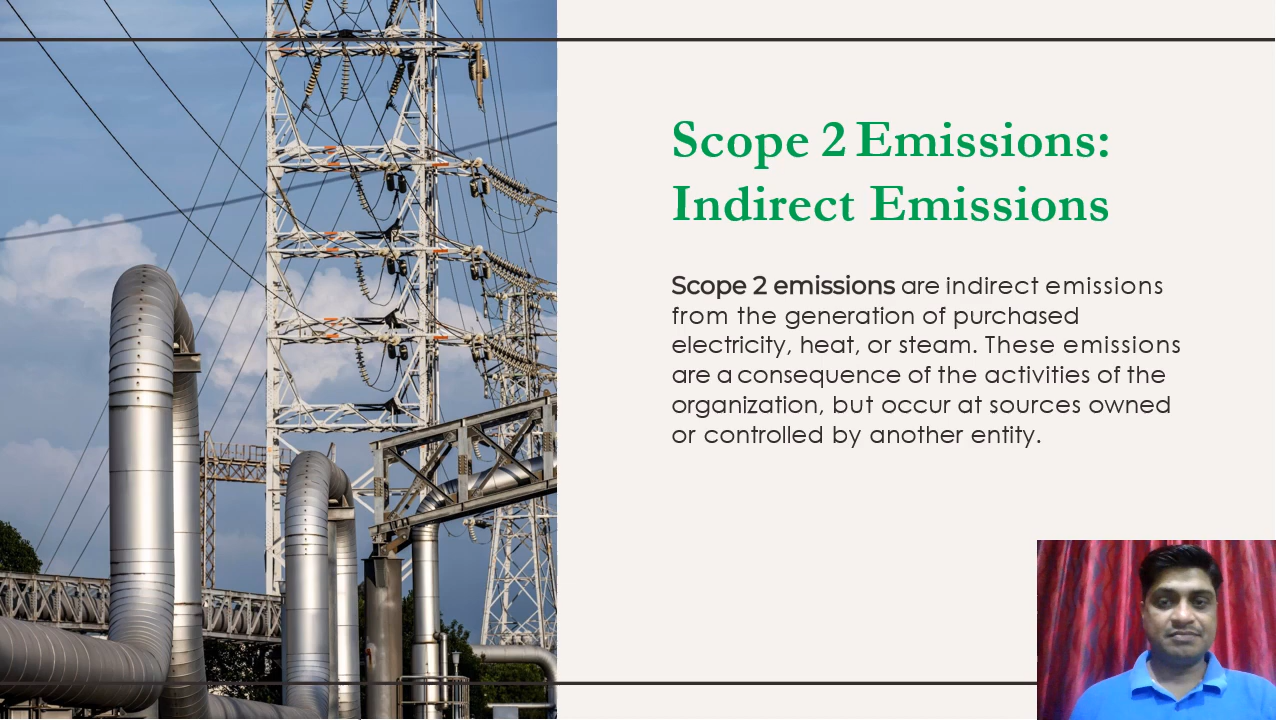 Scope 2 Emissions:
Indirect Emissions
Scope 2 emissions are indirect emissions
from the generation of purchased
electricity, heat, or steam. These emissions
are a consequence of the activities of the
organization, but occur at sources owned
or controlled by another entity.